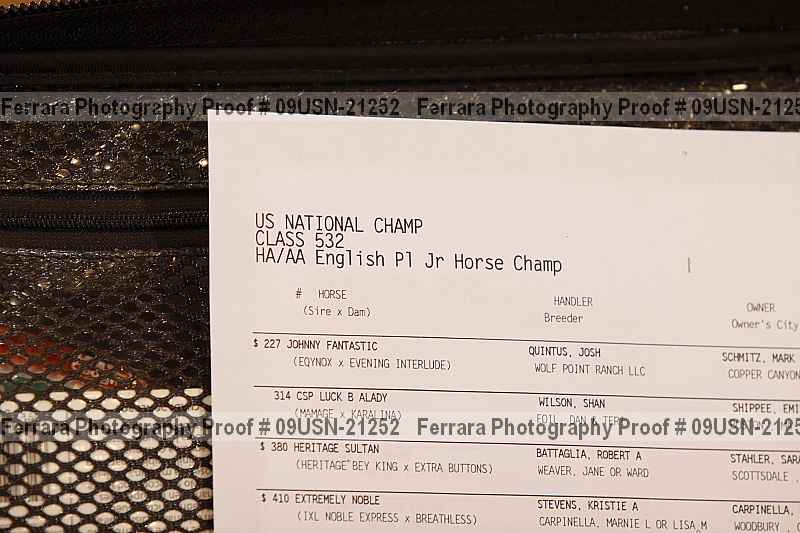 Ferrara Photography Proof # 09USN-21252 Ferrara Photography Proof # 09USN-2125
US NATIONAL CHAMP
CLASS 532
HA/AA English Pl Jr Horse Champ
# HORSE HANDLER OWNER
(Sire x Dam) Breeder Owner's City
$ 227 JOHNNY FANTASTIC QUINTUS, JOSH SCHMITZ, MARK
(EQYNOX x EVENING INTERLUDE) WOLF POINT RANCH LLC COPPER CANYON
314 CSP LUCK B ALADY WILSON, SHAN SHIPPEE, EMI
(MAMAGE x KARALINA) FOIL, DAN &
Ferrara Photography Proof # 09USN-21252 Ferrara Photography Proof # 09USN-2125
$ 380 HERITAGE SULTAN BATTAGLIA, ROBERT A STAHLER, SARA
(HERITAGE BEY KING x EXTRA BUTTONS) WEAVER, JANE OR WARD SCOTTSDALE ,
$ 410 EXTREMELY NOBLE STEVENS, KRISTIE A CARPINELLA,
(IXL NOBLE EXPRESS x BREATHLESS) CARPINELLA, MARNIE L OR LISA M WOODBURY ,